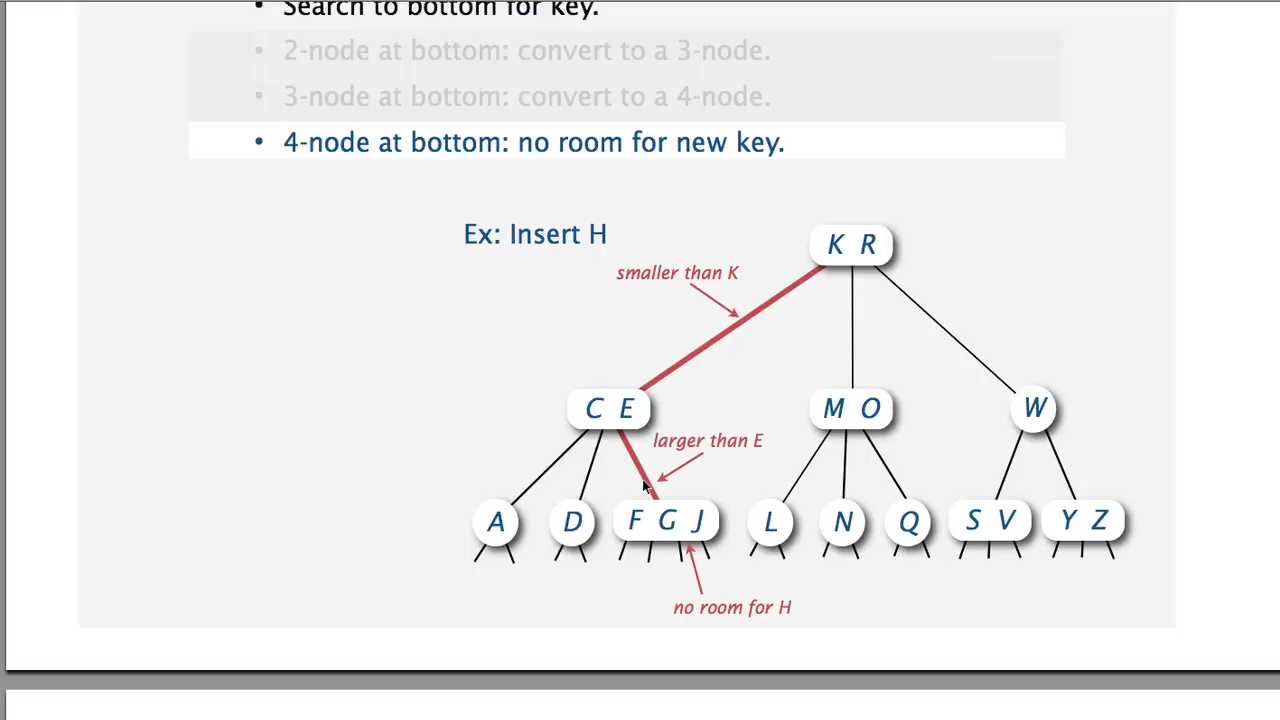 • Search to bottom for key.
• 2-node at bottom: convert to a 3-node.
• 3-node at bottom: convert to a 4-node.
• 4-node at bottom: no room for new key.
Ex: Insert H
K R
smaller than K
C E
M O
W
larger than E
A
D
F G J
L
N
Q
S V
Y Z
no room for H